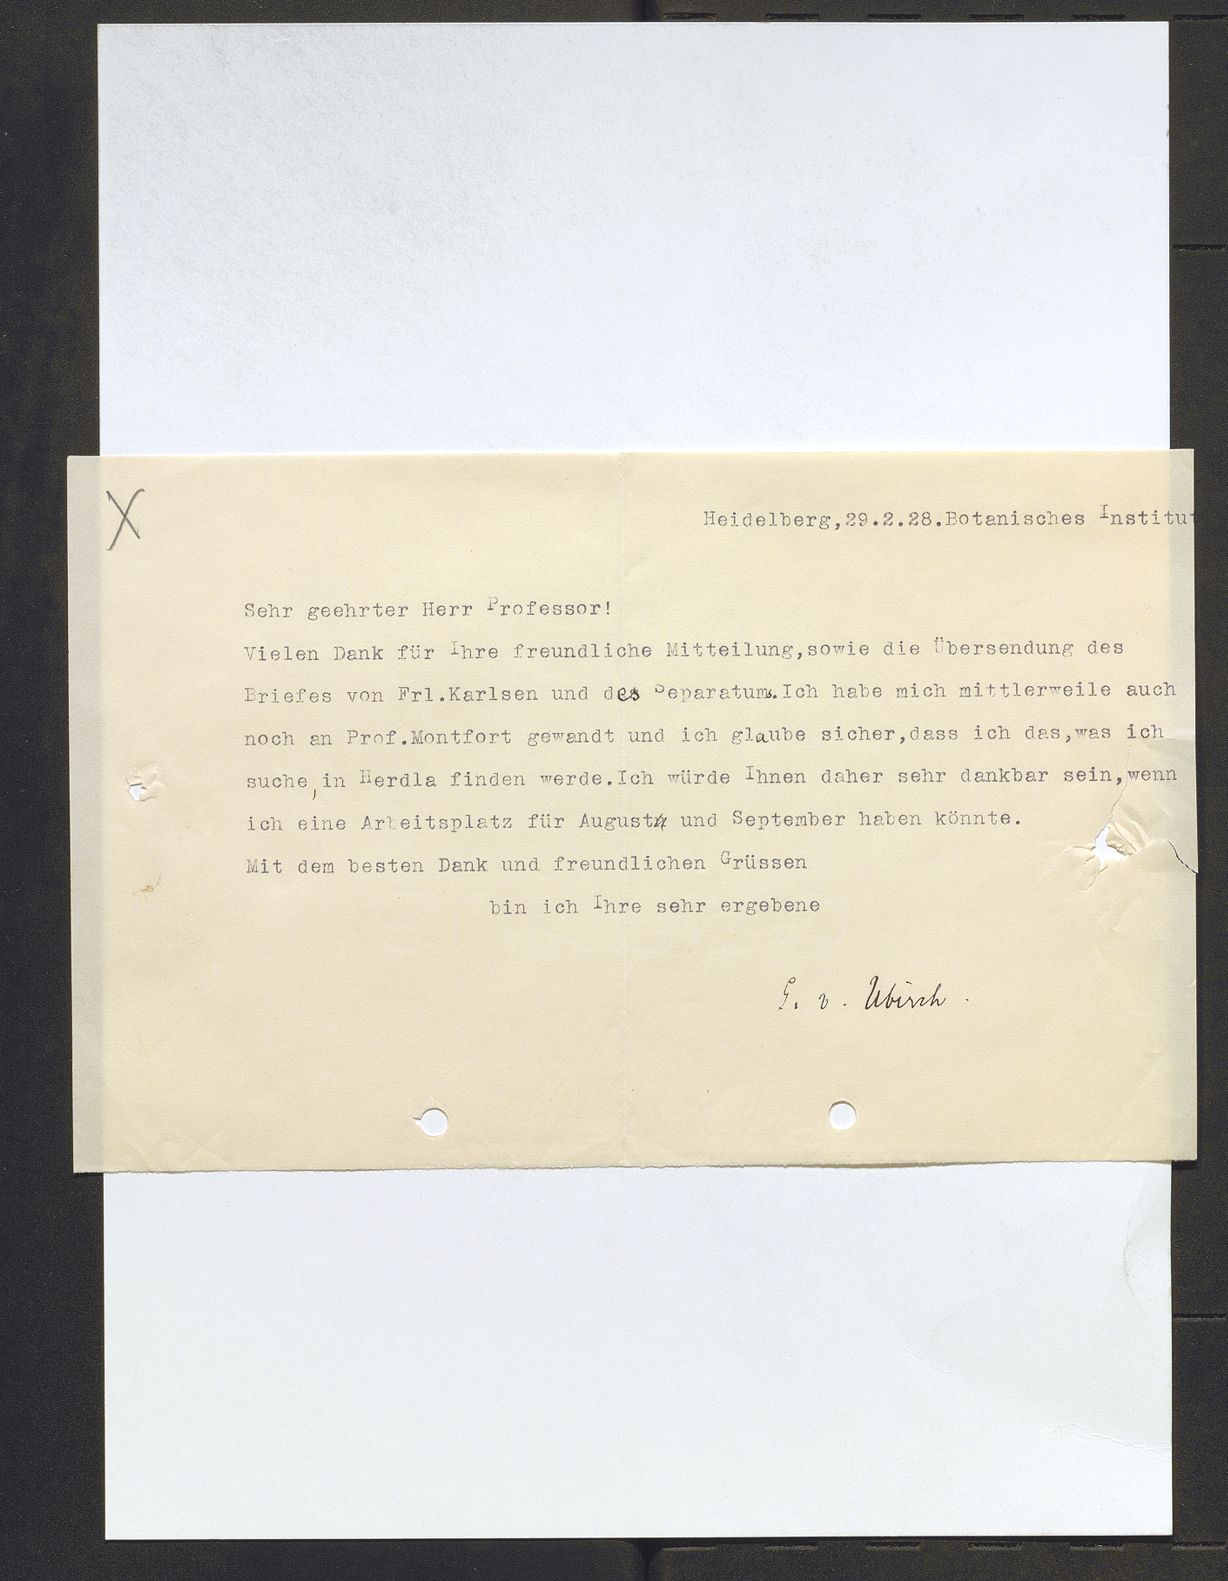 X
Heidelberg,29.2.28.Botanisches Institut
Sehr geehrter Herr Professor!
Vielen Dank für Ihre freundliche Mitteilung,sowie die Übersendung des
Briefes von Frl.Karlsen und des Separatums.Ich habe mich mittlerweile auch
noch an Prof.Montfort gewandt und ich glaube sicher,dass ich das,was ich
suche,in Herdla finden werde.Ich würde Ihnen daher sehr dankbar sein,wenn
ich eine Arbeitsplatz für August und September haben könnte.
Mit dem besten Dank und freundlichen Grüssen
bin ich Ihre sehr ergebene
G. v. Ubisch.